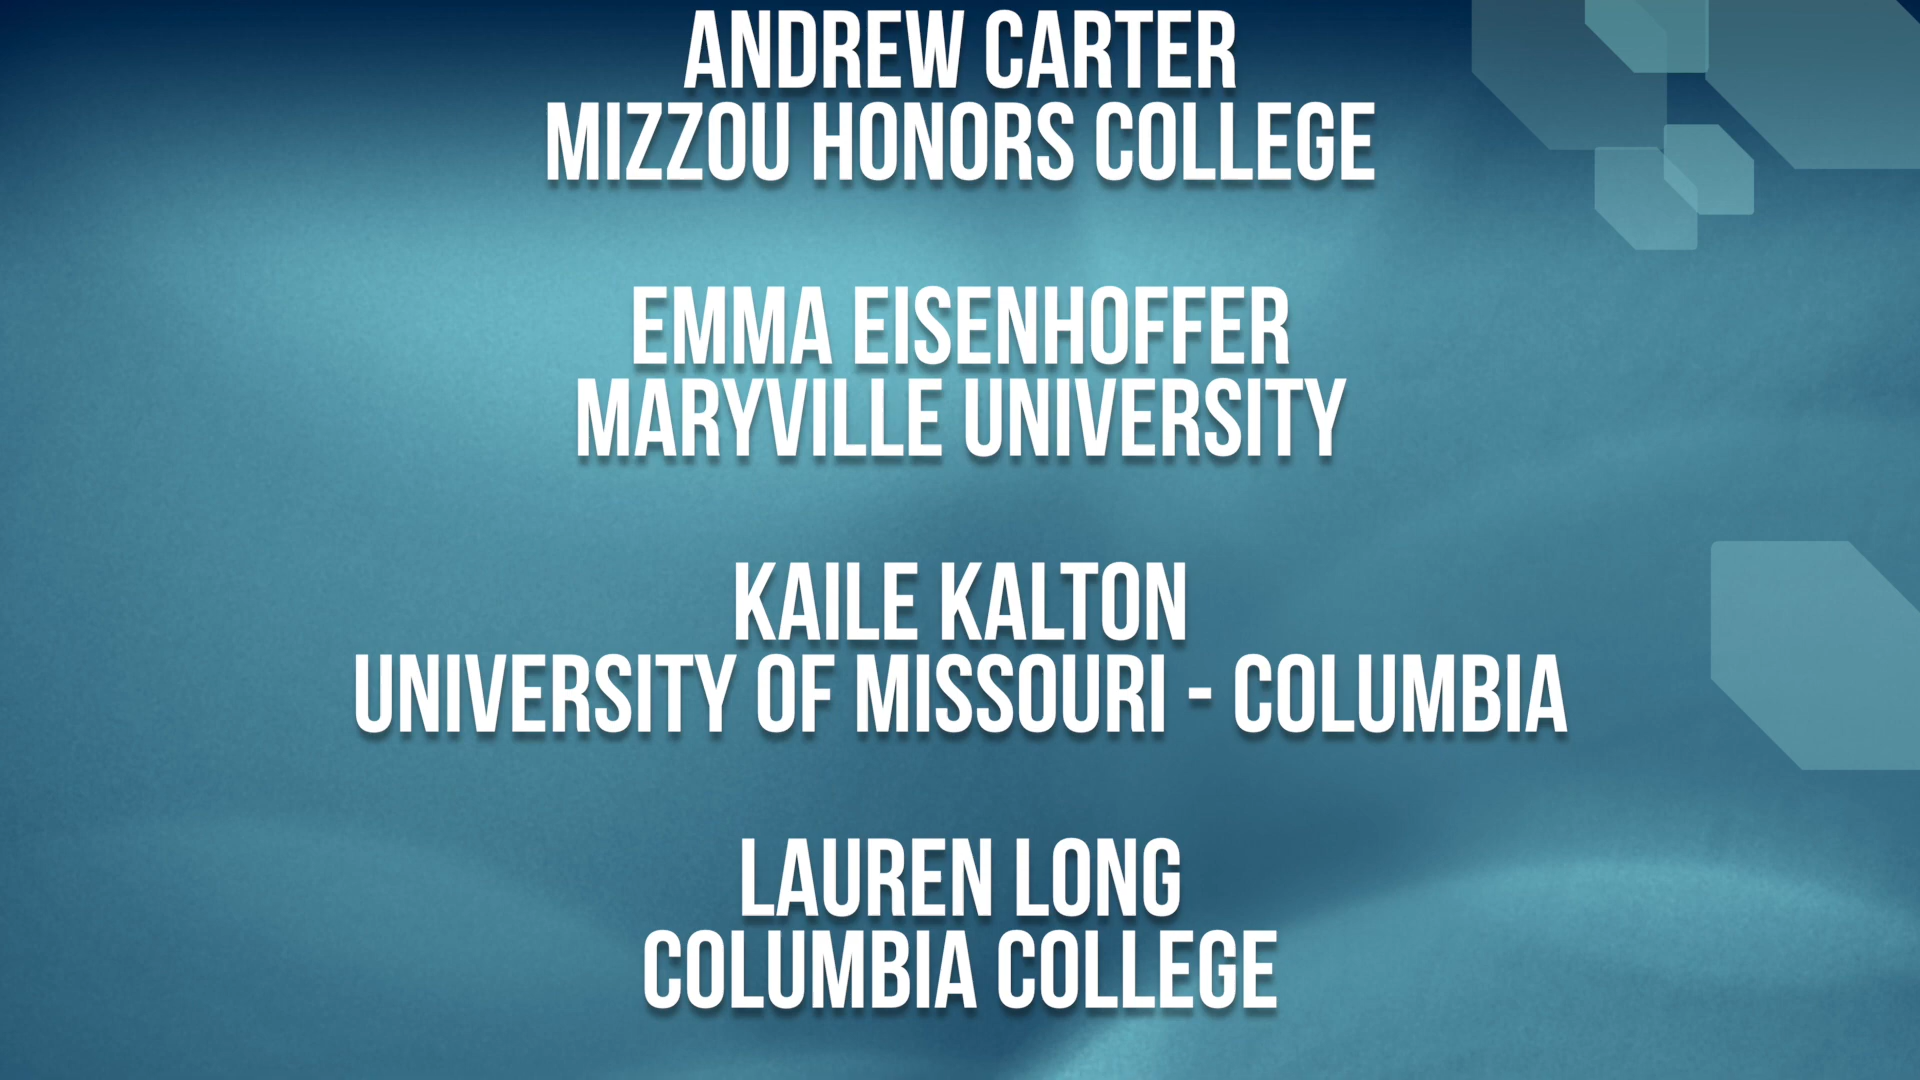 ANDREW CARTER
MIZZOU HONORS COLLEGE
EMMA EISENHOFFER
MARYVILLE UNIVERSITY
KAILE KALTON
UNIVERSITY OF MISSOURI - COLUMBIA
LAUREN LONG
COLUMBIA COLLEGE